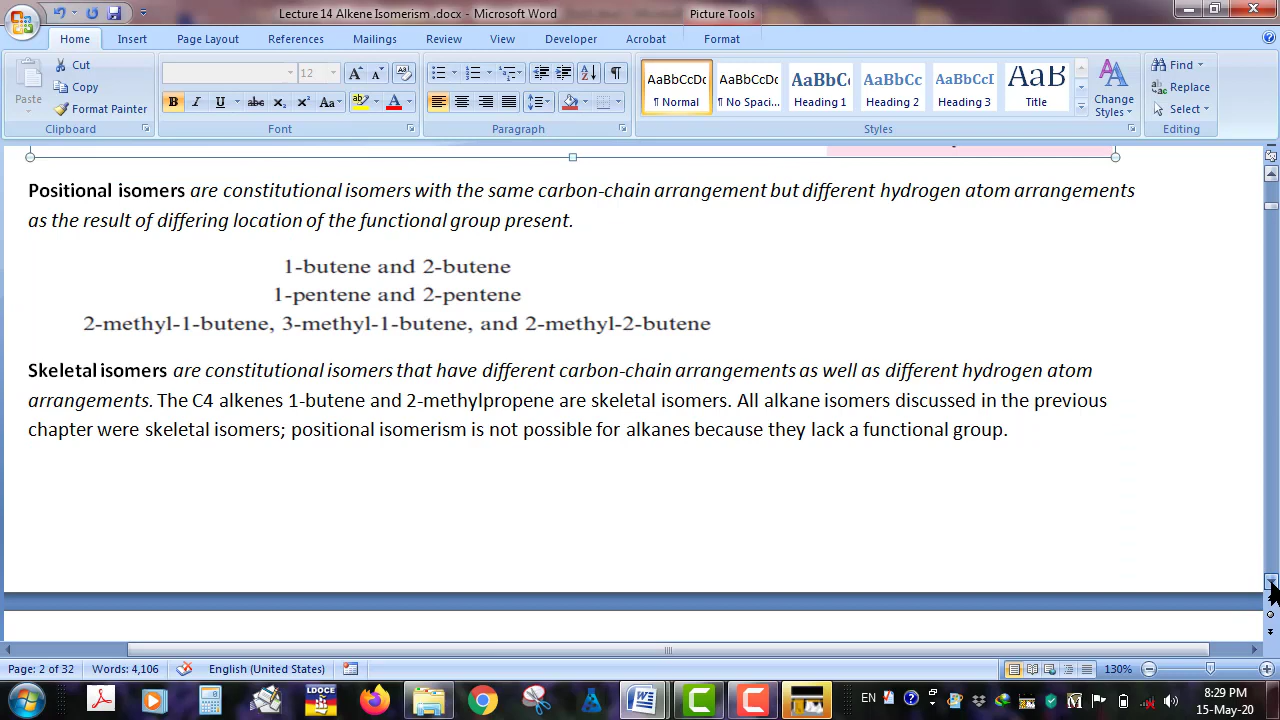 Lecture 14 Alkene Isomerism .docx - Microsoft Word
Picture Tools
Home Insert Page Layout References Mailings Review View Developer Acrobat Format
Paste
Cut
Copy
Format Painter
Clipboard
12
Font
Paragraph
AaBbCcDc AaBbCcDc AaBbC AaBbCc AaBbCcI AaB
¶ Normal ¶ No Spaci... Heading 1 Heading 2 Heading 3 Title
Change
Styles
Styles
Find
Replace
Select
Editing
Positional isomers are constitutional isomers with the same carbon-chain arrangement but different hydrogen atom arrangements
as the result of differing location of the functional group present.
1-butene and 2-butene
1-pentene and 2-pentene
2-methyl-1-butene, 3-methyl-1-butene, and 2-methyl-2-butene
Skeletal isomers are constitutional isomers that have different carbon-chain arrangements as well as different hydrogen atom
arrangements. The C4 alkenes 1-butene and 2-methylpropene are skeletal isomers. All alkane isomers discussed in the previous
chapter were skeletal isomers; positional isomerism is not possible for alkanes because they lack a functional group.
Page: 2 of 32 Words: 4,106 English (United States) 130%
LDOCE
EN
8:29 PM
15-May-20